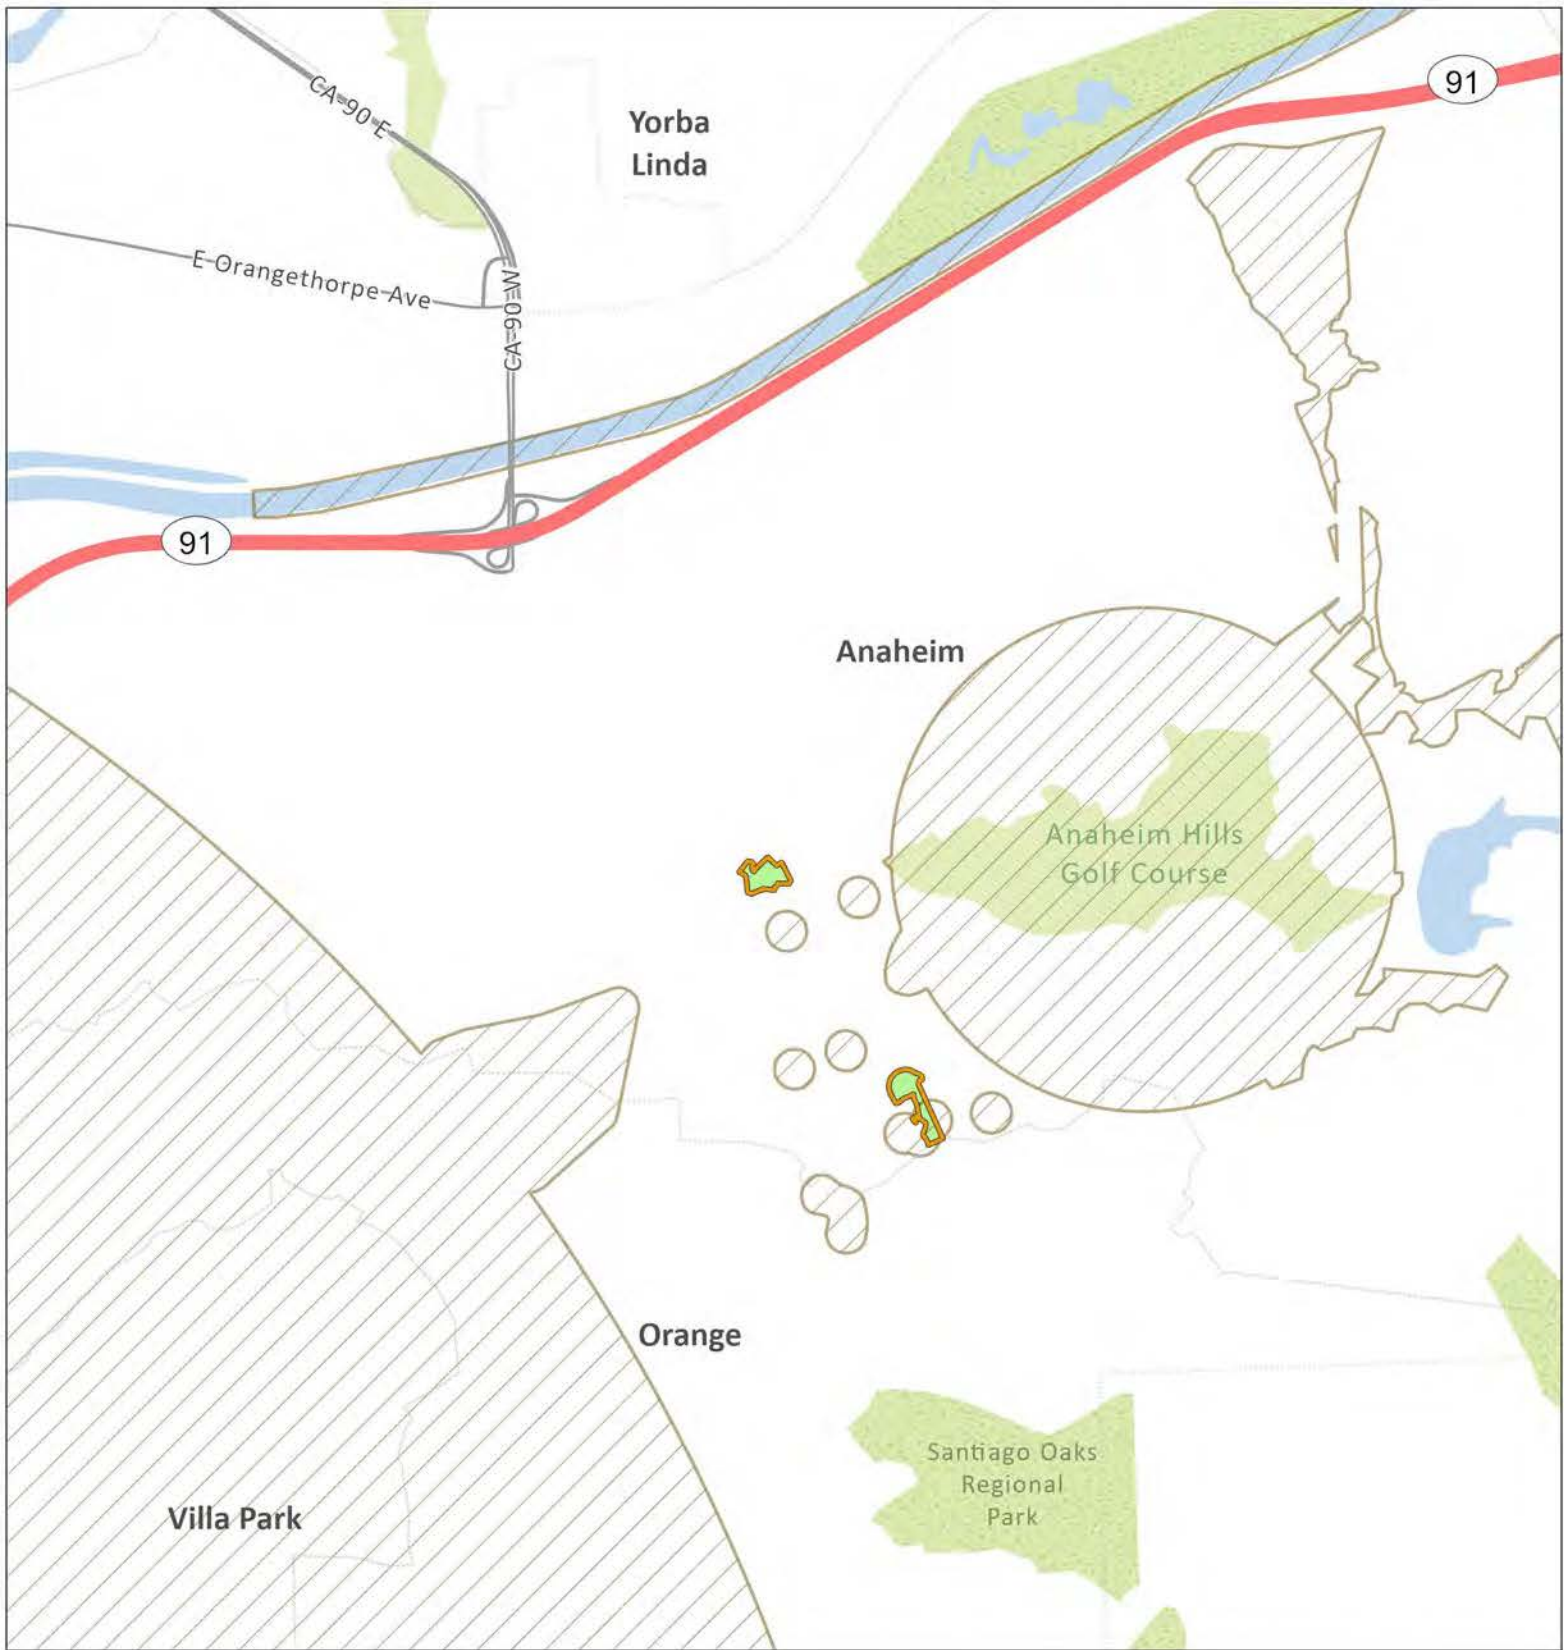 91
CA-90 E
Yorba
Linda
E Orangethorpe Ave
CA-90 W
91
Anaheim
Anaheim Hills
Golf Course
Orange
Santiago Oaks
Regional
Park
Villa Park